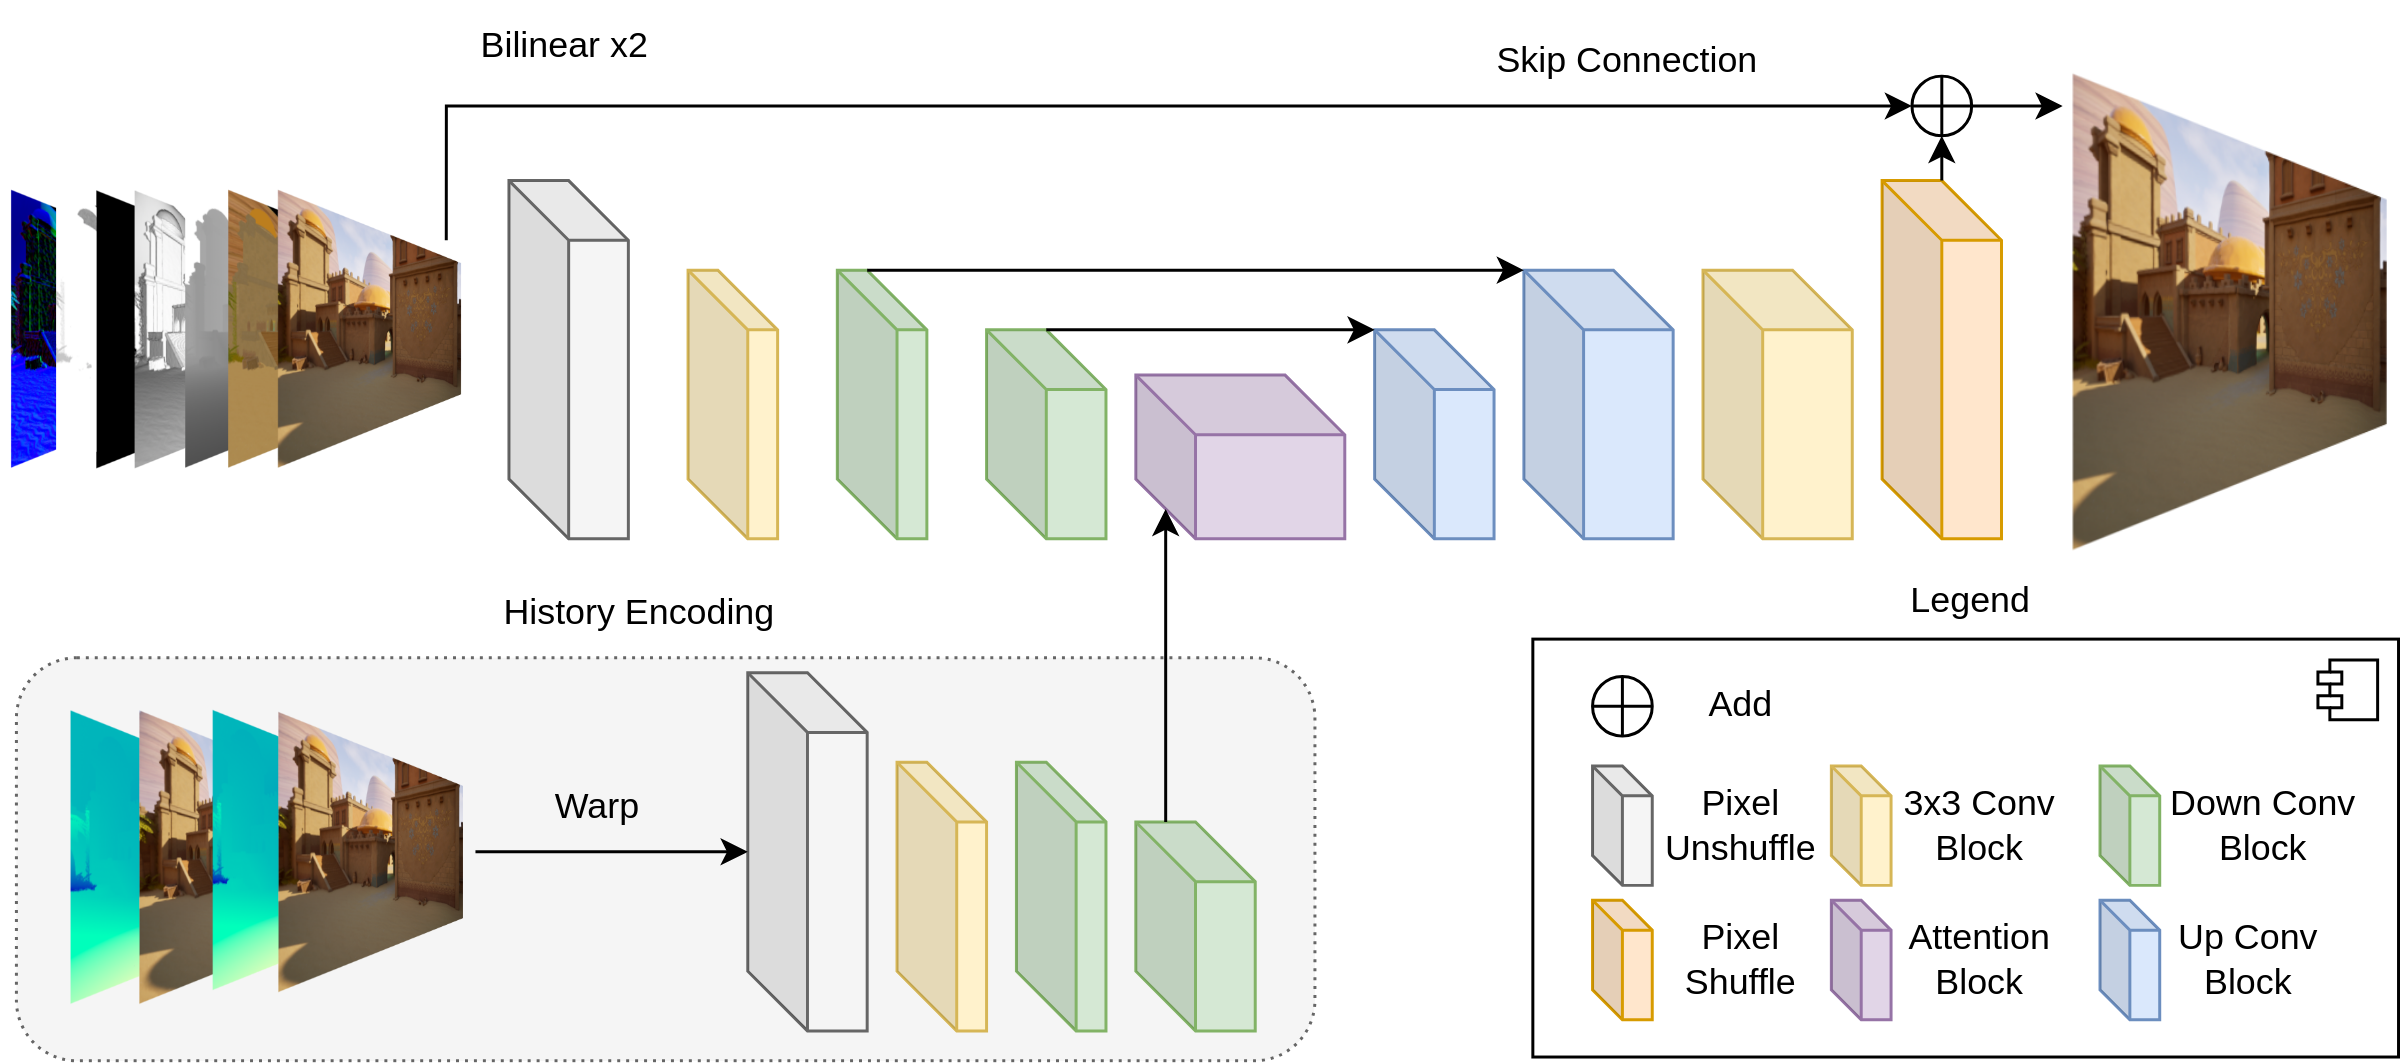 Bilinear x2
Skip Connection
History Encoding
Warp
Legend
Add
Pixel
Unshuffle
3x3 Conv
Block
Down Conv
Block
Pixel
Shuffle
Attention
Block
Up Conv
Block